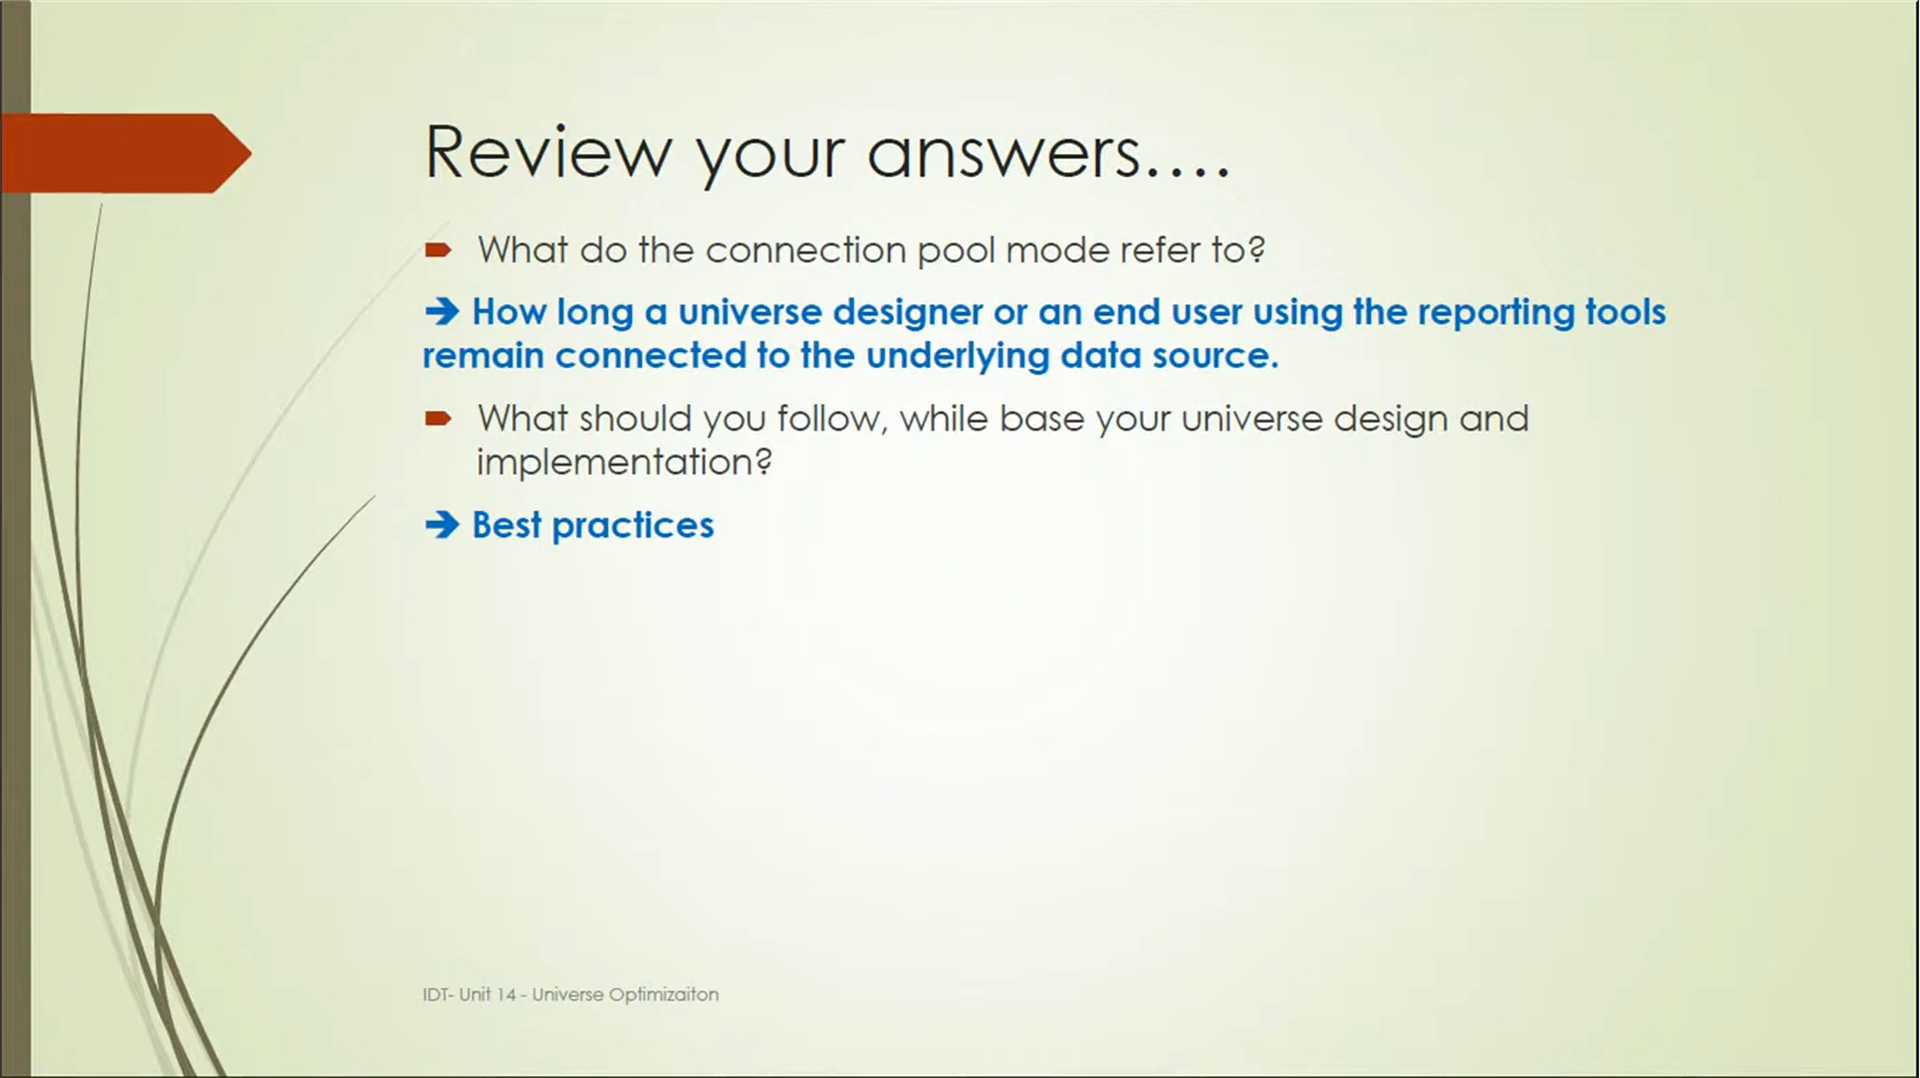 Review your answers....
What do the connection pool mode refer to?
➔ How long a universe designer or an end user using the reporting tools
remain connected to the underlying data source.
What should you follow, while base your universe design and
implementation?
➔ Best practices
IDT- Unit 14 - Universe Optimizaiton